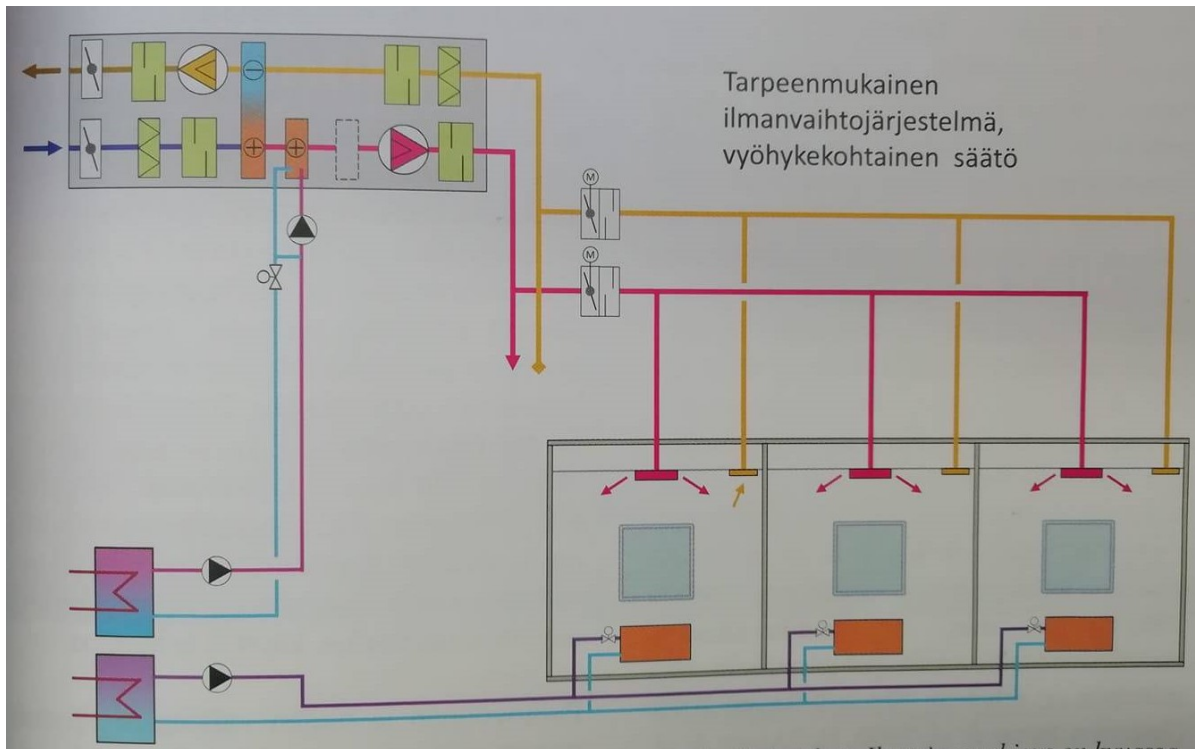 Tarpeenmukainen
ilmanvaihtojärjestelmä,
vyöhykekohtainen säätö
M
M